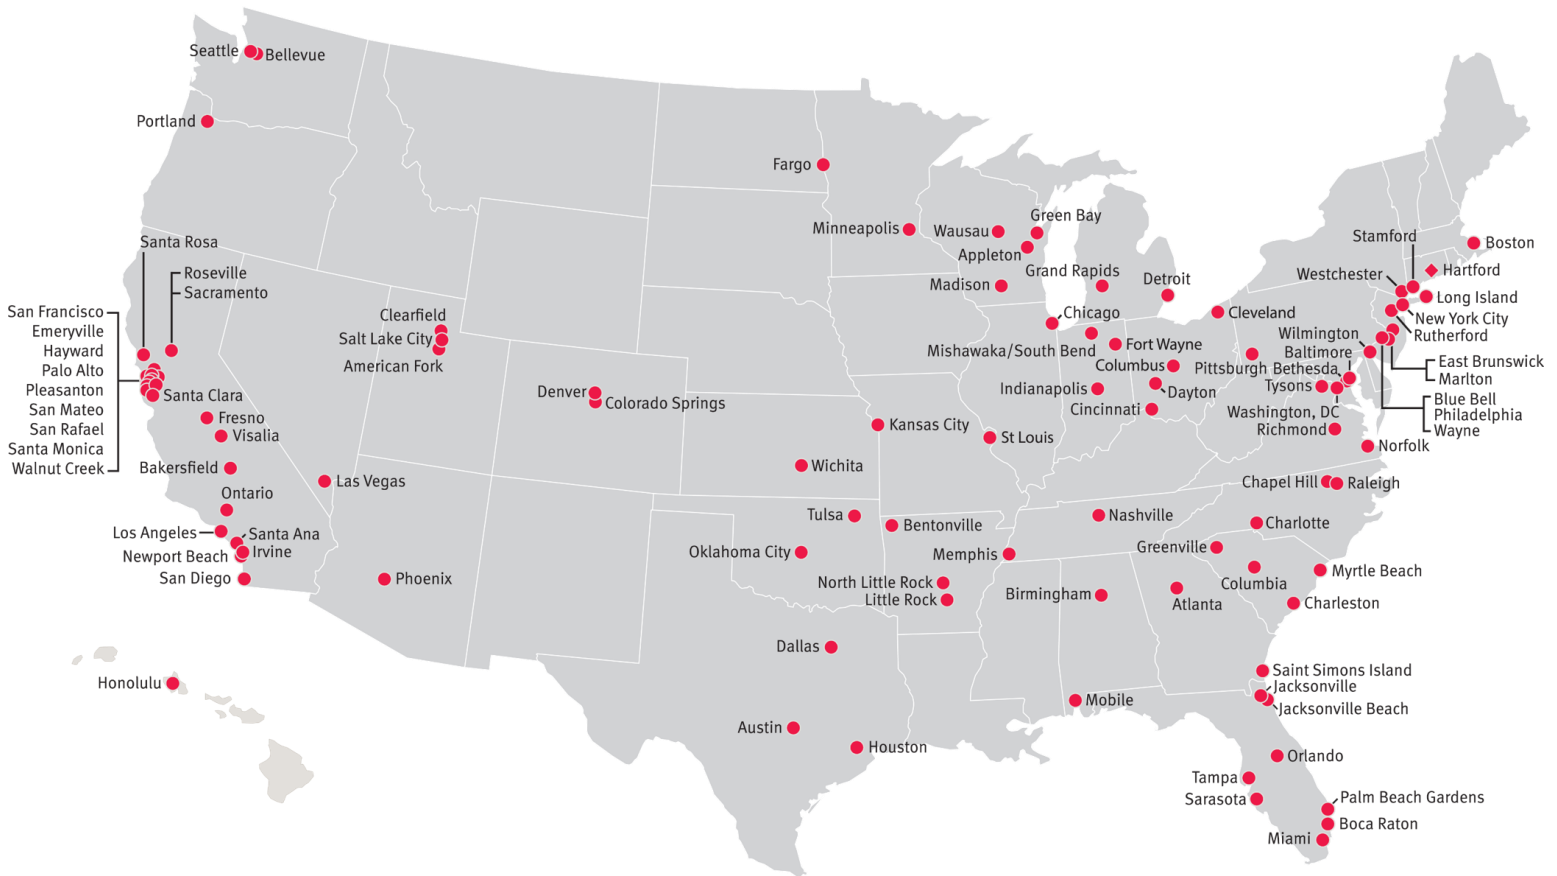 Seattle
Bellevue
Portland
Fargo
Minneapolis
Wausau
Green Bay
Appleton
Madison
Grand Rapids
Detroit
Stamford
Boston
Westchester
Hartford
Long Island
New York City
Rutherford
Santa Rosa
Roseville
Sacramento
San Francisco
Emeryville
Hayward
Palo Alto
Pleasanton
San Mateo
San Rafael
Santa Monica
Walnut Creek
Santa Clara
Fresno
Visalia
Bakersfield
Ontario
Los Angeles
Santa Ana
Irvine
Newport Beach
San Diego
Clearfield
Salt Lake City
American Fork
Las Vegas
Phoenix
Denver
Colorado Springs
Chicago
Mishawaka/South Bend
Fort Wayne
Cleveland
Columbus
Dayton
Indianapolis
Cincinnati
Pittsburgh
Wilmington
Baltimore
Bethesda
Tysons
Washington, DC
Richmond
Norfolk
East Brunswick
Marlton
Blue Bell
Philadelphia
Wayne
Kansas City
St Louis
Wichita
Tulsa
Bentonville
Oklahoma City
Memphis
Nashville
North Little Rock
Little Rock
Birmingham
Chapel Hill
Raleigh
Charlotte
Greenville
Columbia
Myrtle Beach
Atlanta
Charleston
Dallas
Austin
Houston
Mobile
Saint Simons Island
Jacksonville
Jacksonville Beach
Orlando
Tampa
Sarasota
Palm Beach Gardens
Boca Raton
Miami
Honolulu